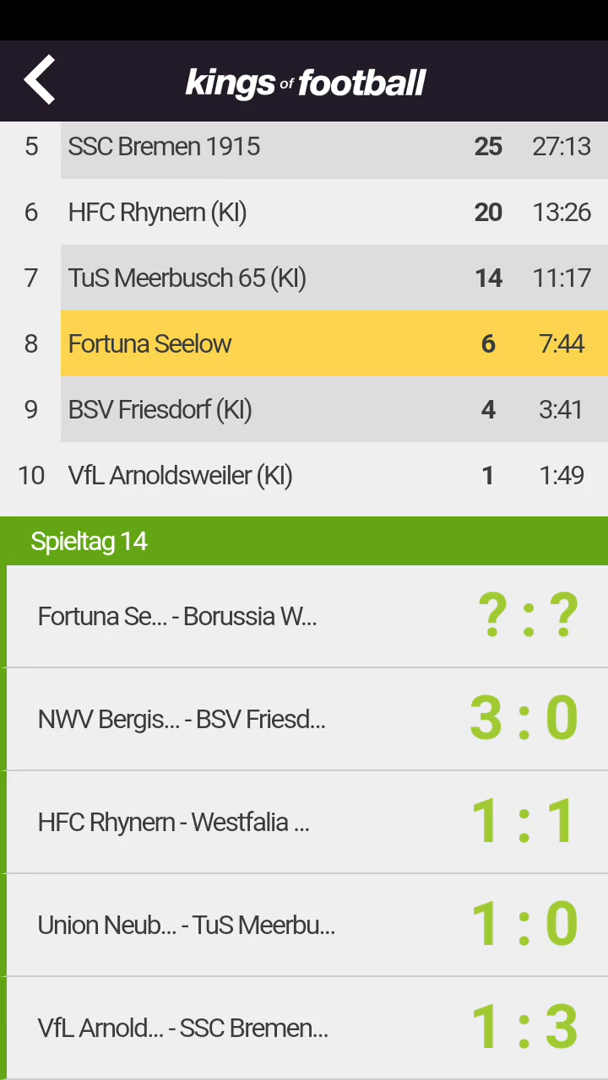 kings of football
5 SSC Bremen 1915 25 27:13
6 HFC Rhynern (KI) 20 13:26
7 TuS Meerbusch 65 (KI) 14 11:17
8 Fortuna Seelow 6 7:44
9 BSV Friesdorf (KI) 4 3:41
10 VfL Arnoldsweiler (KI) 1 1:49
Spieltag 14
Fortuna Se... - Borussia W... ? : ?
NWV Bergis... - BSV Friesd... 3 : 0
HFC Rhynern - Westfalia ... 1 : 1
Union Neub... - TuS Meerbu... 1 : 0
VfL Arnold... - SSC Bremen... 1 : 3